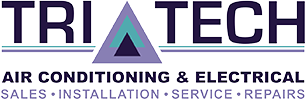 TRI TECH
AIR CONDITIONING & ELECTRICAL
SALES • INSTALLATION • SERVICE • REPAIRS